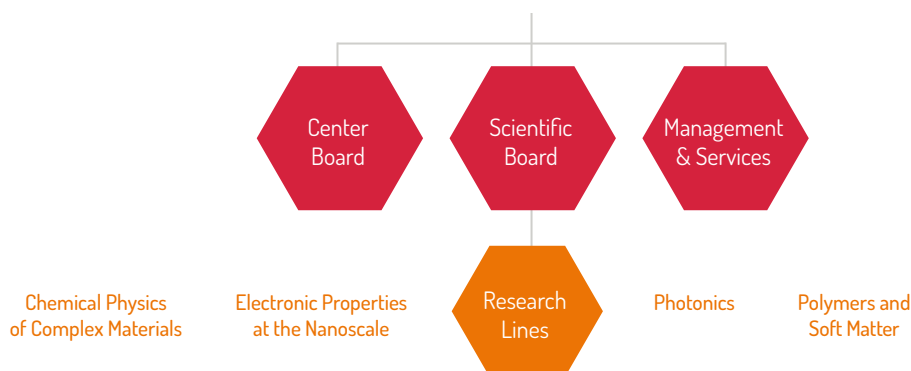 Center
Board
Scientific
Board
Management
& Services
Chemical Physics
of Complex Materials
Electronic Properties
at the Nanoscale
Research
Lines
Photonics
Polymers and
Soft Matter